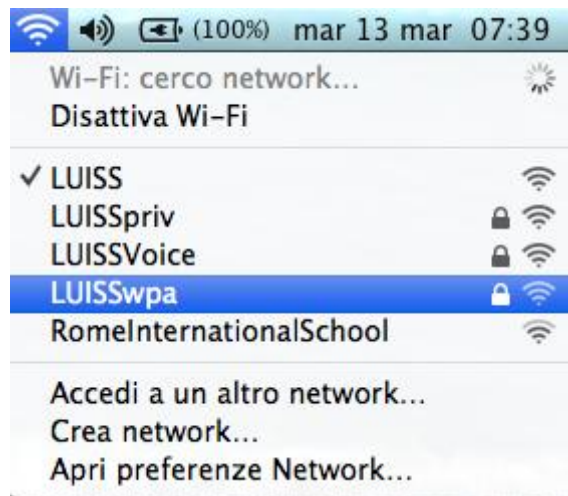 (100%) mar 13 mar 07:39
Wi-Fi: cerco network...
Disattiva Wi-Fi
✓ LUISS
LUISSpriv
LUISSVoice
LUISSwpa
RomeInternationalSchool
Accedi a un altro network...
Crea network...
Apri preferenze Network...